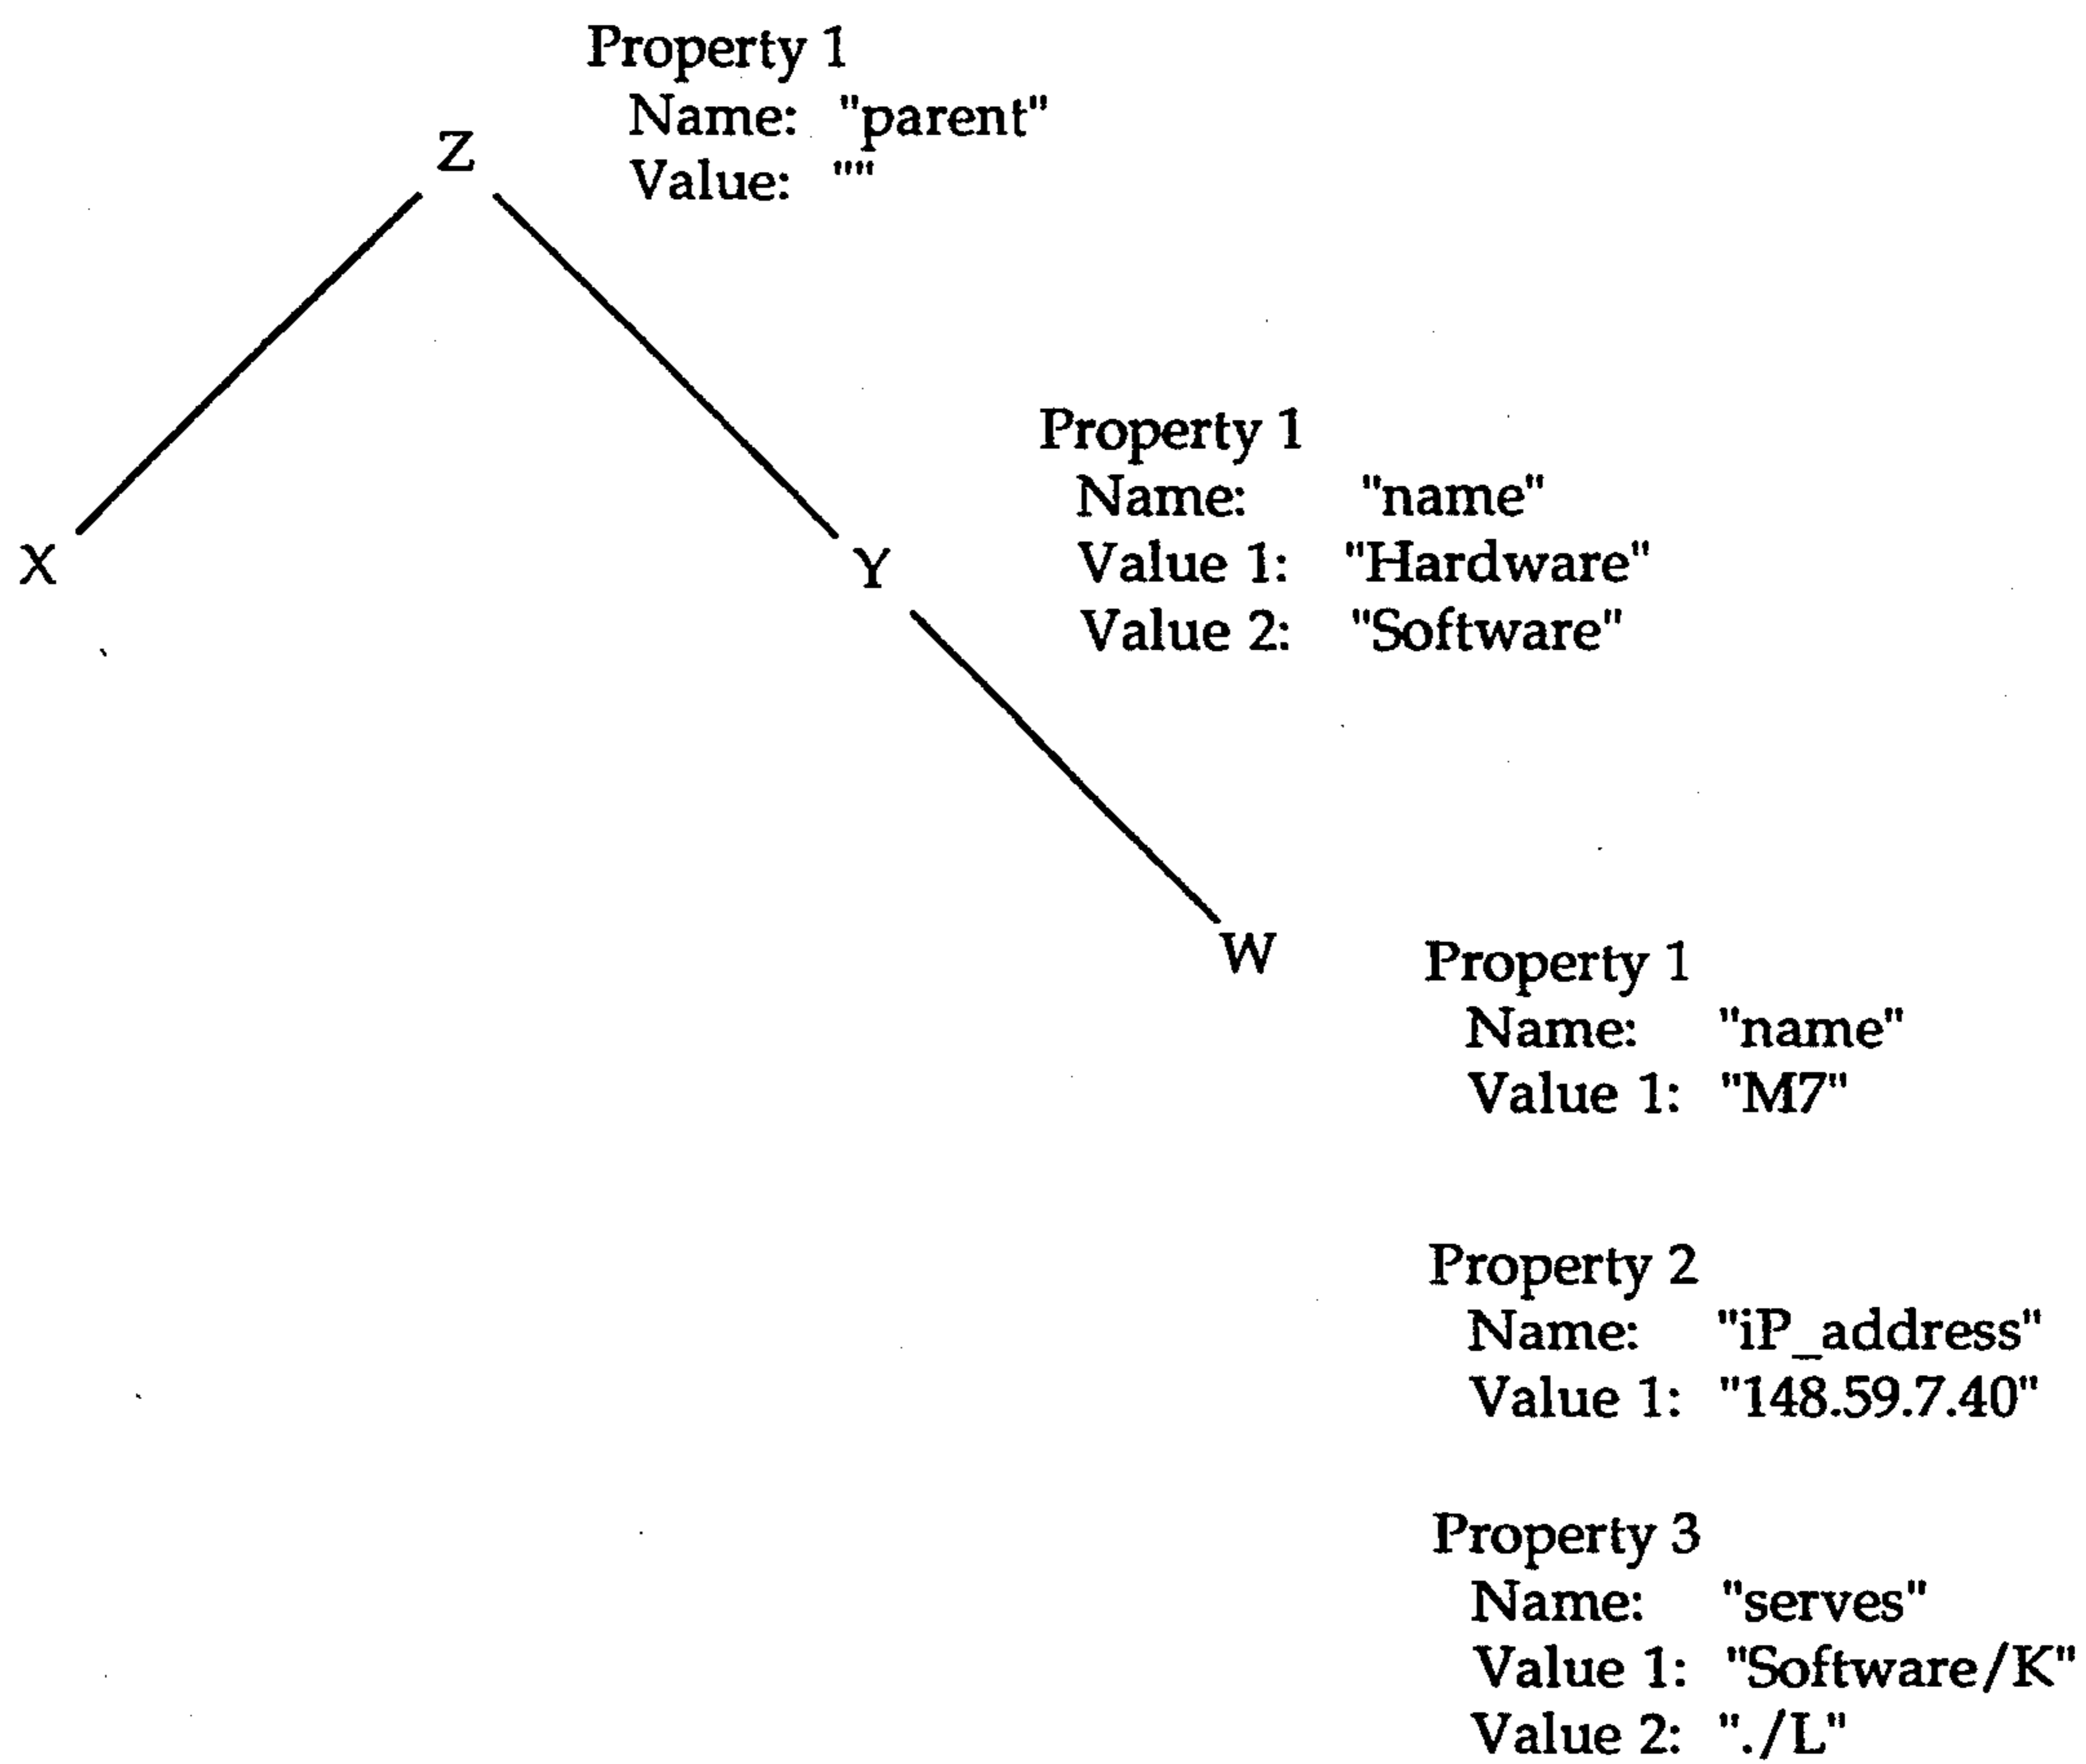 Property 1
Name: "parent"
Z
Value: ""
Property 1
Name: "name"
X
Y
Value 1: "Hardware"
Value 2: "Software"
W
Property 1
Name: "name"
Value 1: "M7"
Property 2
Name: "iP_address"
Value 1: "148.59.7.40"
Property 3
Name: "serves"
Value 1: "Software/K"
Value 2: "./L"